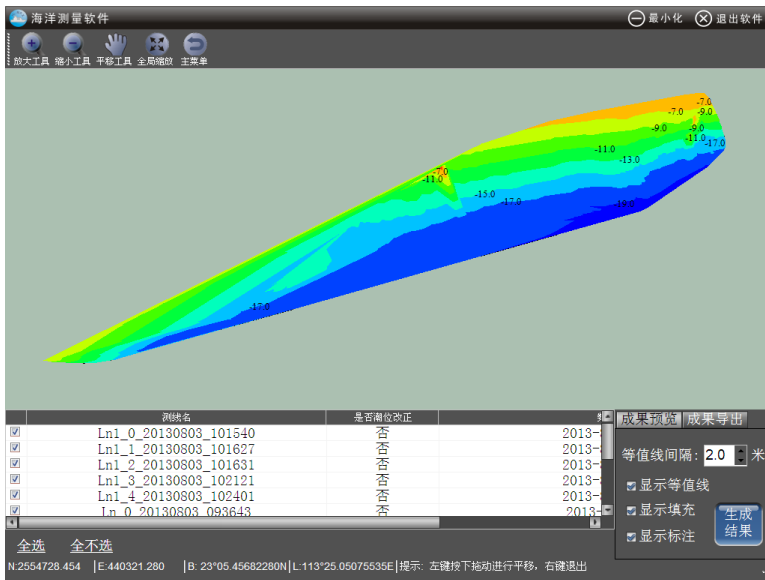 海洋测量软件
最小化 退出软件
放大工具 缩小工具 平移工具 全局缩放 主菜单
-7.0
-7.0 -9.0
-9.0 -9.0
-11.0
-11.0 -17.0
-13.0
-7.0
-11.0
-15.0
-17.0 -19.0
-17.0
测线名 是否潮位改正
Ln1_0_20130803_101540 否 2013-
Ln1_1_20130803_101627 否 2013-
Ln1_2_20130803_101631 否 2013-
Ln1_3_20130803_102121 否 2013-
Ln1_4_20130803_102401 否 2013-
Ln_0_20130803_093643 否 2013-
成果预览 成果导出
等值线间隔: 2.0 米
显示等值线
显示填充
显示标注
生成
结果
全选 全不选
N:2554728.454 |E:440321.280 |B: 23°05.45682280N|L:113°25.05075535E|提示: 左键按下拖动进行平移，右键退出